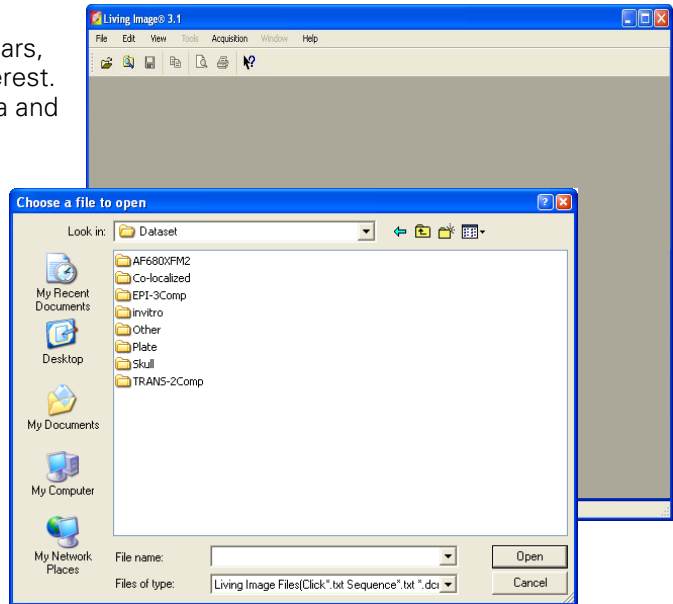 Living Image® 3.1
File Edit View Tools Acquisition Window Help
ars,
erest.
a and
Choose a file to open
Look in: Dataset
AF680XFM2
Co-localized
EPI-3Comp
invitro
Other
Plate
Skull
TRANS-2Comp
My Recent
Documents
Desktop
My Documents
My Computer
My Network
Places
File name:
Open
Files of type: Living Image Files(Click*.txt Sequence*.txt *.dcr
Cancel